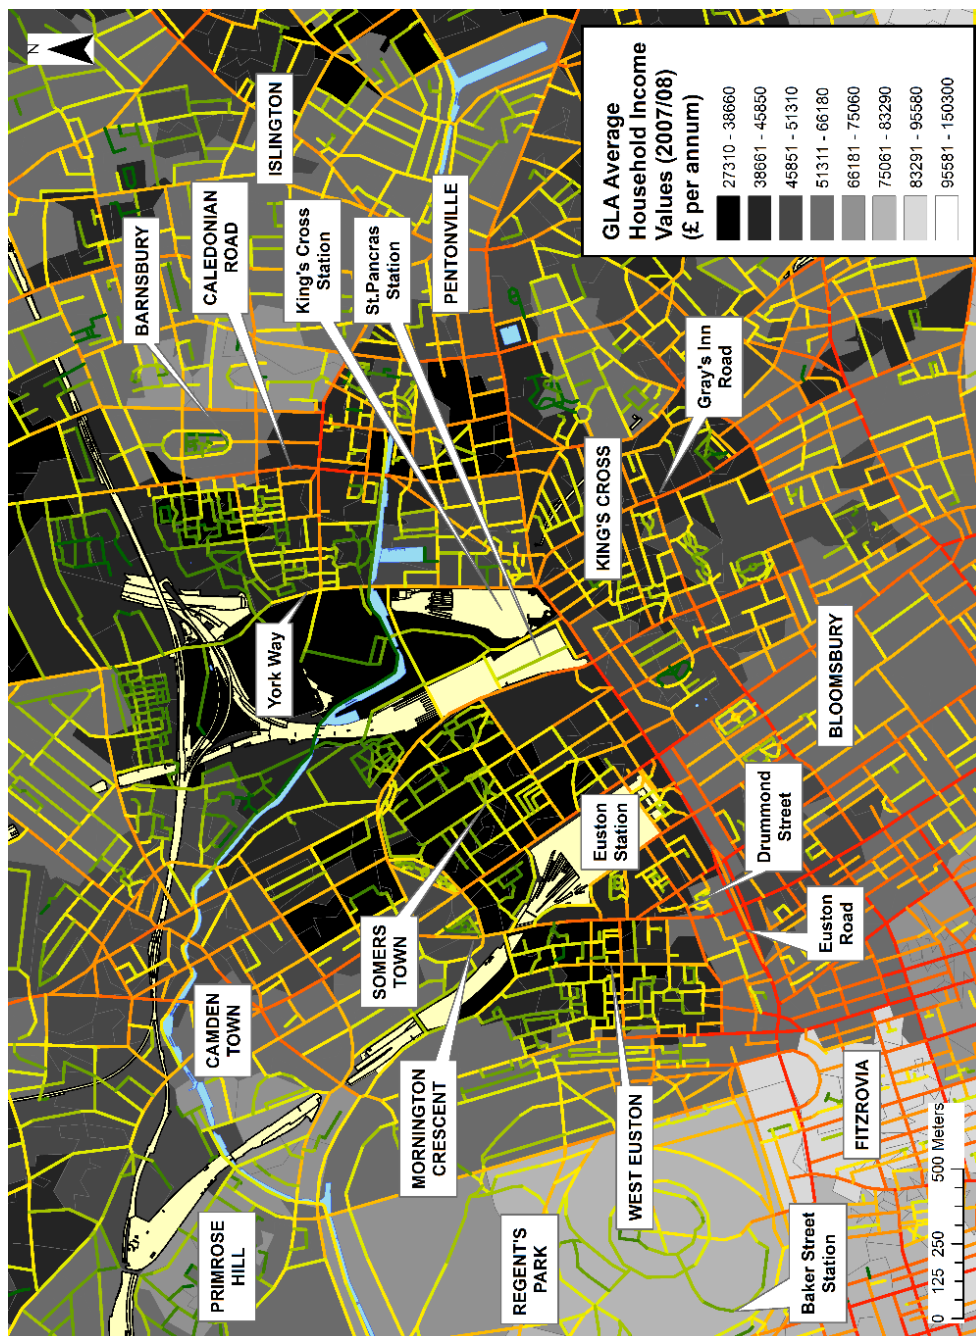 N
ISLINGTON
BARNSBURY
CALEDONIAN
ROAD
King's Cross
Station
St.Pancras
Station
PENTONVILLE
GLA Average
Household Income
Values (2007/08)
(£ per annum)
27310 - 38660
38661 - 45850
45851 - 51310
51311 - 66180
66181 - 75060
75061 - 83290
83291 - 95580
95581 - 150300
York Way
KING'S CROSS
Gray's Inn
Road
CAMDEN
TOWN
SOMERS
TOWN
Euston
Station
BLOOMSBURY
Drummond
Street
MORNINGTON
CRESCENT
Euston
Road
PRIMROSE
HILL
WEST EUSTON
REGENT'S
PARK
FITZROVIA
Baker Street
Station
0 125 250 500 Meters